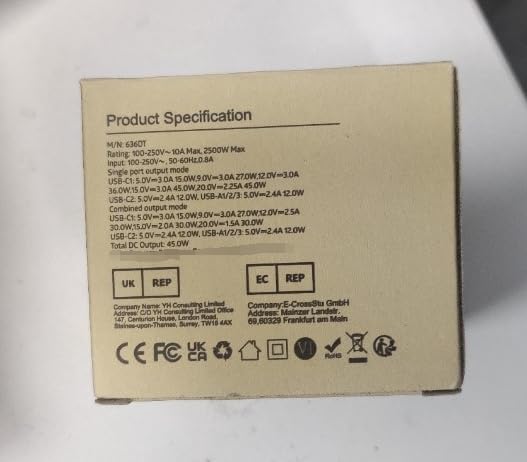 Product Specification
M/N: 636DT
Rating: 100-250V~10A Max, 2500W Max
Input: 100-250V~, 50-60Hz,0.8A
Single port output mode
USB-C1: 5.0V⎓3.0A 15.0W,9.0V⎓3.0A 27.0W,12.0V⎓3.0A
36.0W,15.0V⎓3.0A 45.0W,20.0V⎓2.25A 45.0W
USB-C2: 5.0V⎓2.4A 12.0W, USB-A1/2/3: 5.0V⎓2.4A 12.0W
Combined output mode
USB-C1: 5.0V⎓3.0A 15.0W,9.0V⎓3.0A 27.0W,12.0V⎓2.5A
30.0W,15.0V⎓2.0A 30.0W,20.0V⎓1.5A 30.0W
USB-C2: 5.0V⎓2.4A 12.0W, USB-A1/2/3: 5.0V⎓2.4A 12.0W
Total DC Output: 45.0W
UK REP
Company Name: YH Consulting Limited
Address: C/O YH Consulting Limited Office
147, Centurion House, London Road,
Staines-upon-Thames, Surrey, TW18 4AX
EC REP
Company:E-CrossStu GmbH
Address: Mainzer Landstr.
69,60329 Frankfurt am Main
CE FC UK CA VI RoHS